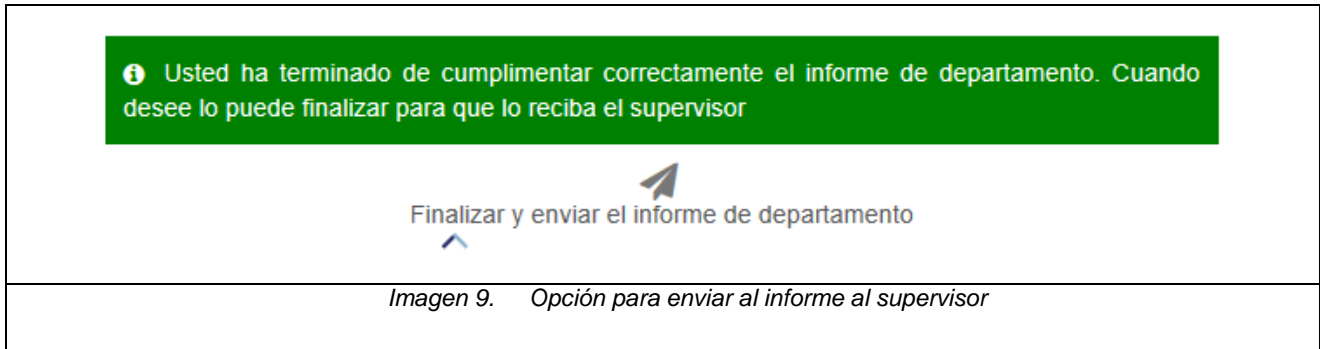 Usted ha terminado de cumplimentar correctamente el informe de departamento. Cuando
desee lo puede finalizar para que lo reciba el supervisor
Finalizar y enviar el informe de departamento
Imagen 9. Opción para enviar al informe al supervisor